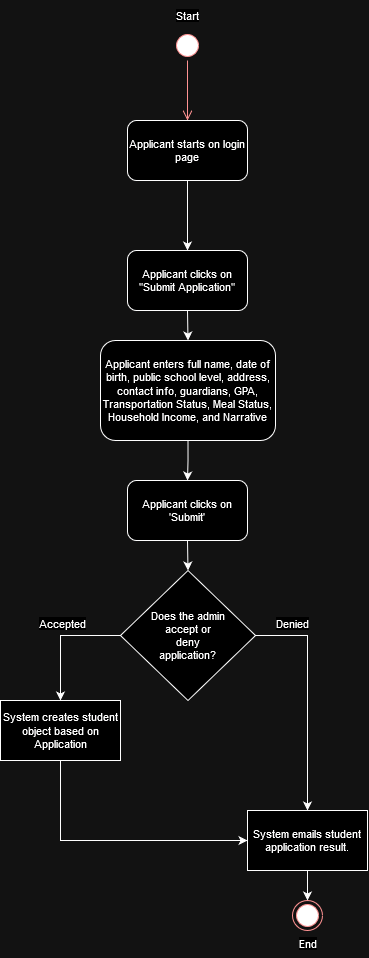 Start
Applicant starts on login
page
Applicant clicks on
"Submit Application"
Applicant enters full name, date of
birth, public school level, address,
contact info, guardians, GPA,
Transportation Status, Meal Status,
Household Income, and Narrative
Applicant clicks on
'Submit'
Does the admin
accept or
deny
application?
Accepted
Denied
System creates student
object based on
Application
System emails student
application result.
End